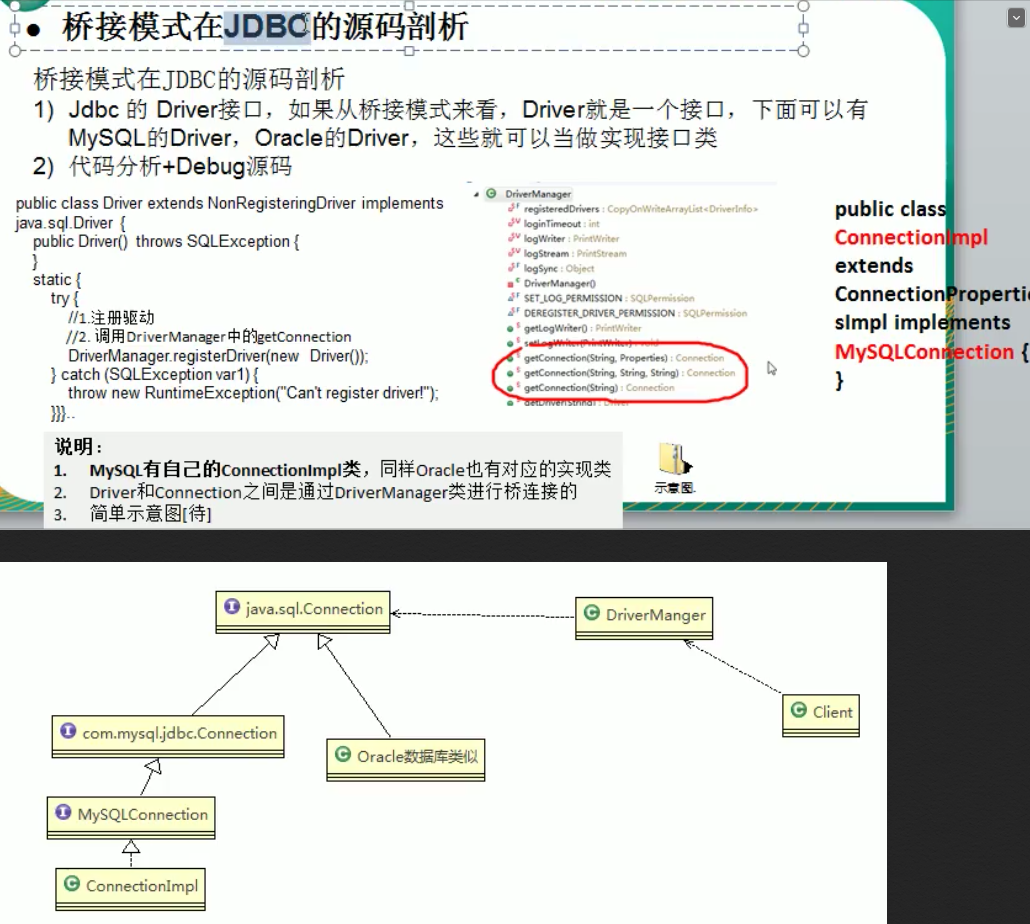 ● 桥接模式在JDBC的源码剖析
桥接模式在JDBC的源码剖析
1) Jdbc 的 Driver接口，如果从桥接模式来看，Driver就是一个接口，下面可以有
MySQL的Driver，Oracle的Driver，这些就可以当做实现接口类
2) 代码分析+Debug源码
public class Driver extends NonRegisteringDriver implements
java.sql.Driver {
public Driver() throws SQLException {
}
static {
try {
//1.注册驱动
//2. 调用DriverManager中的getConnection
DriverManager.registerDriver(new Driver());
} catch (SQLException var1) {
throw new RuntimeException("Can't register driver!");
}}}..
DriverManager
registeredDrivers : CopyOnWriteArrayList<DriverInfo>
loginTimeout : int
logWriter : PrintWriter
logStream : PrintStream
logSync : Object
DriverManager()
SET_LOG_PERMISSION : SQLPermission
DEREGISTER_DRIVER_PERMISSION : SQLPermission
getLogWriter() : PrintWriter
setLogWriter(PrintWriter) : void
getConnection(String, Properties) : Connection
getConnection(String, String, String) : Connection
getConnection(String) : Connection
getDriver(String) : Driver
public class
ConnectionImpl
extends
ConnectionProperti
sImpl implements
MySQLConnection {
}
说明：
1. MySQL有自己的ConnectionImpl类，同样Oracle也有对应的实现类
2. Driver和Connection之间是通过DriverManager类进行桥连接的
3. 简单示意图[待]
示意图.
java.sql.Connection
DriverManger
Client
com.mysql.jdbc.Connection
Oracle数据库类似
MySQLConnection
ConnectionImpl